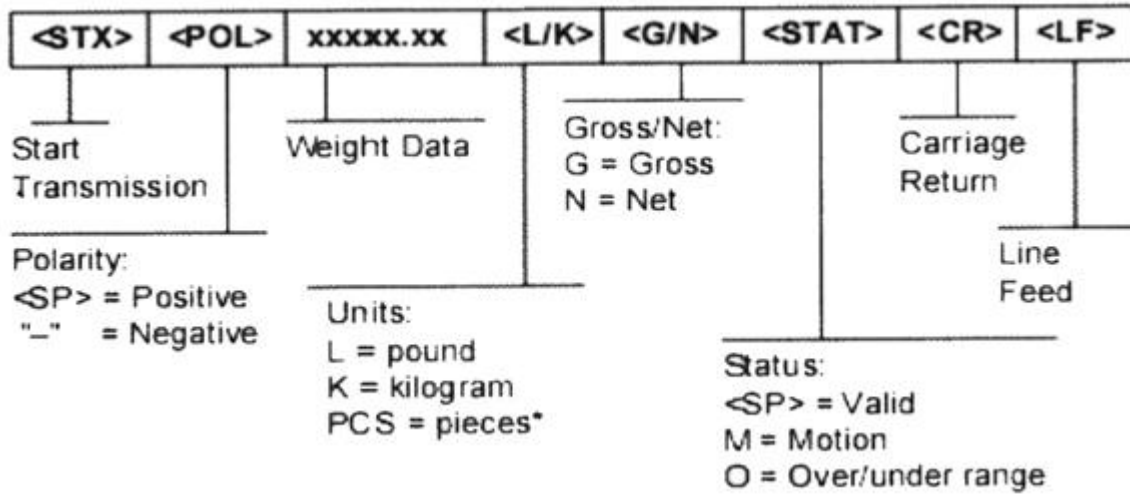 <STX> <POL> xxxxx.xx <L/K> <G/N> <STAT> <CR> <LF>
Start
Transmission
Polarity:
<SP> = Positive
"–" = Negative
Weight Data
Units:
L = pound
K = kilogram
PCS = pieces*
Gross/Net:
G = Gross
N = Net
Status:
<SP> = Valid
M = Motion
O = Over/under range
Carriage
Return
Line
Feed